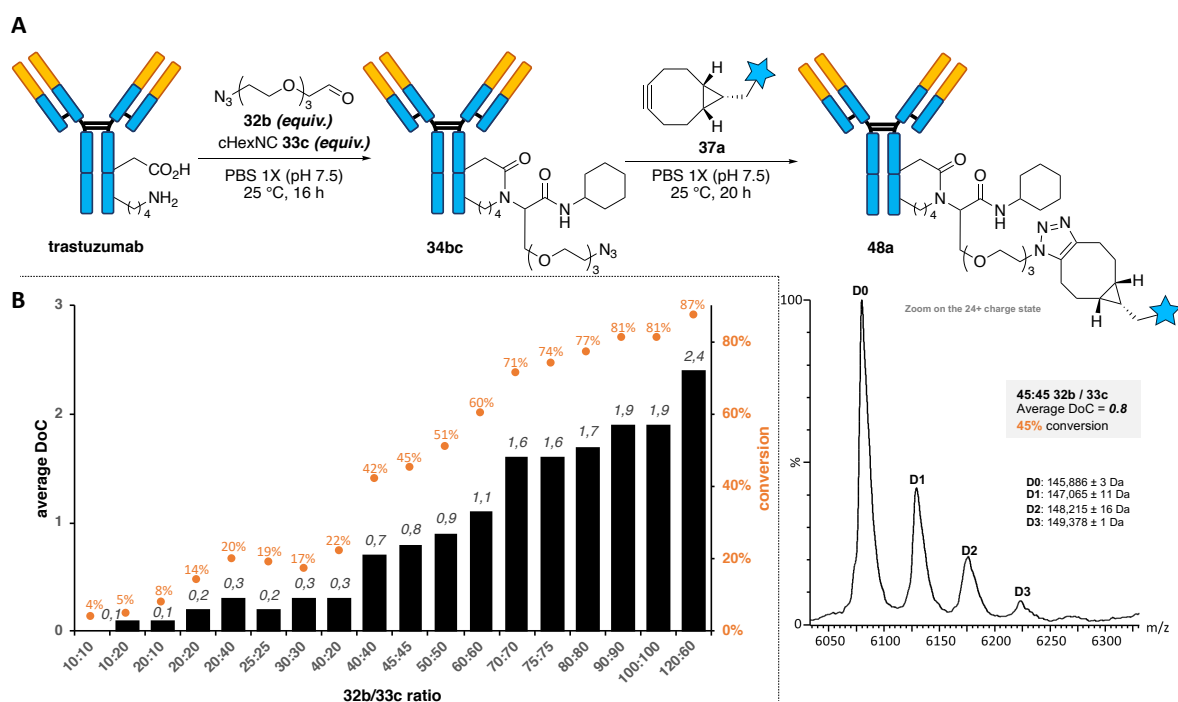 A
N₃
O
3
O
32b (equiv.)
cHexNC 33c (equiv.)
PBS 1X (pH 7.5)
25 °C, 16 h
CO₂H
NH₂
4
trastuzumab
O
N
4
O
N
H
O
3
N₃
34bc
H
H
37a
PBS 1X (pH 7.5)
25 °C, 20 h
O
N
4
O
N
H
O
3
N
N=N
H
H
48a
B
average DoC
3
2
1
0
4%
5%
8%
14%
20%
19%
17%
22%
42%
45%
51%
60%
71%
74%
77%
81%
81%
87%
0,1
0,1
0,2
0,3
0,2
0,3
0,3
0,7
0,8
0,9
1,1
1,6
1,6
1,7
1,9
1,9
2,4
80%
60%
40%
20%
0%
conversion
10:10
10:20
20:10
20:20
20:40
25:25
30:30
40:20
40:40
45:45
50:50
60:60
70:70
75:75
80:80
90:90
100:100
120:60
32b/33c ratio
100
%
0
D0
D1
D2
D3
Zoom on the 24+ charge state
45:45 32b / 33c
Average DoC = 0.8
45% conversion
D0: 145,886 ± 3 Da
D1: 147,065 ± 11 Da
D2: 148,215 ± 16 Da
D3: 149,378 ± 1 Da
6050
6100
6150
6200
6250
6300
m/z